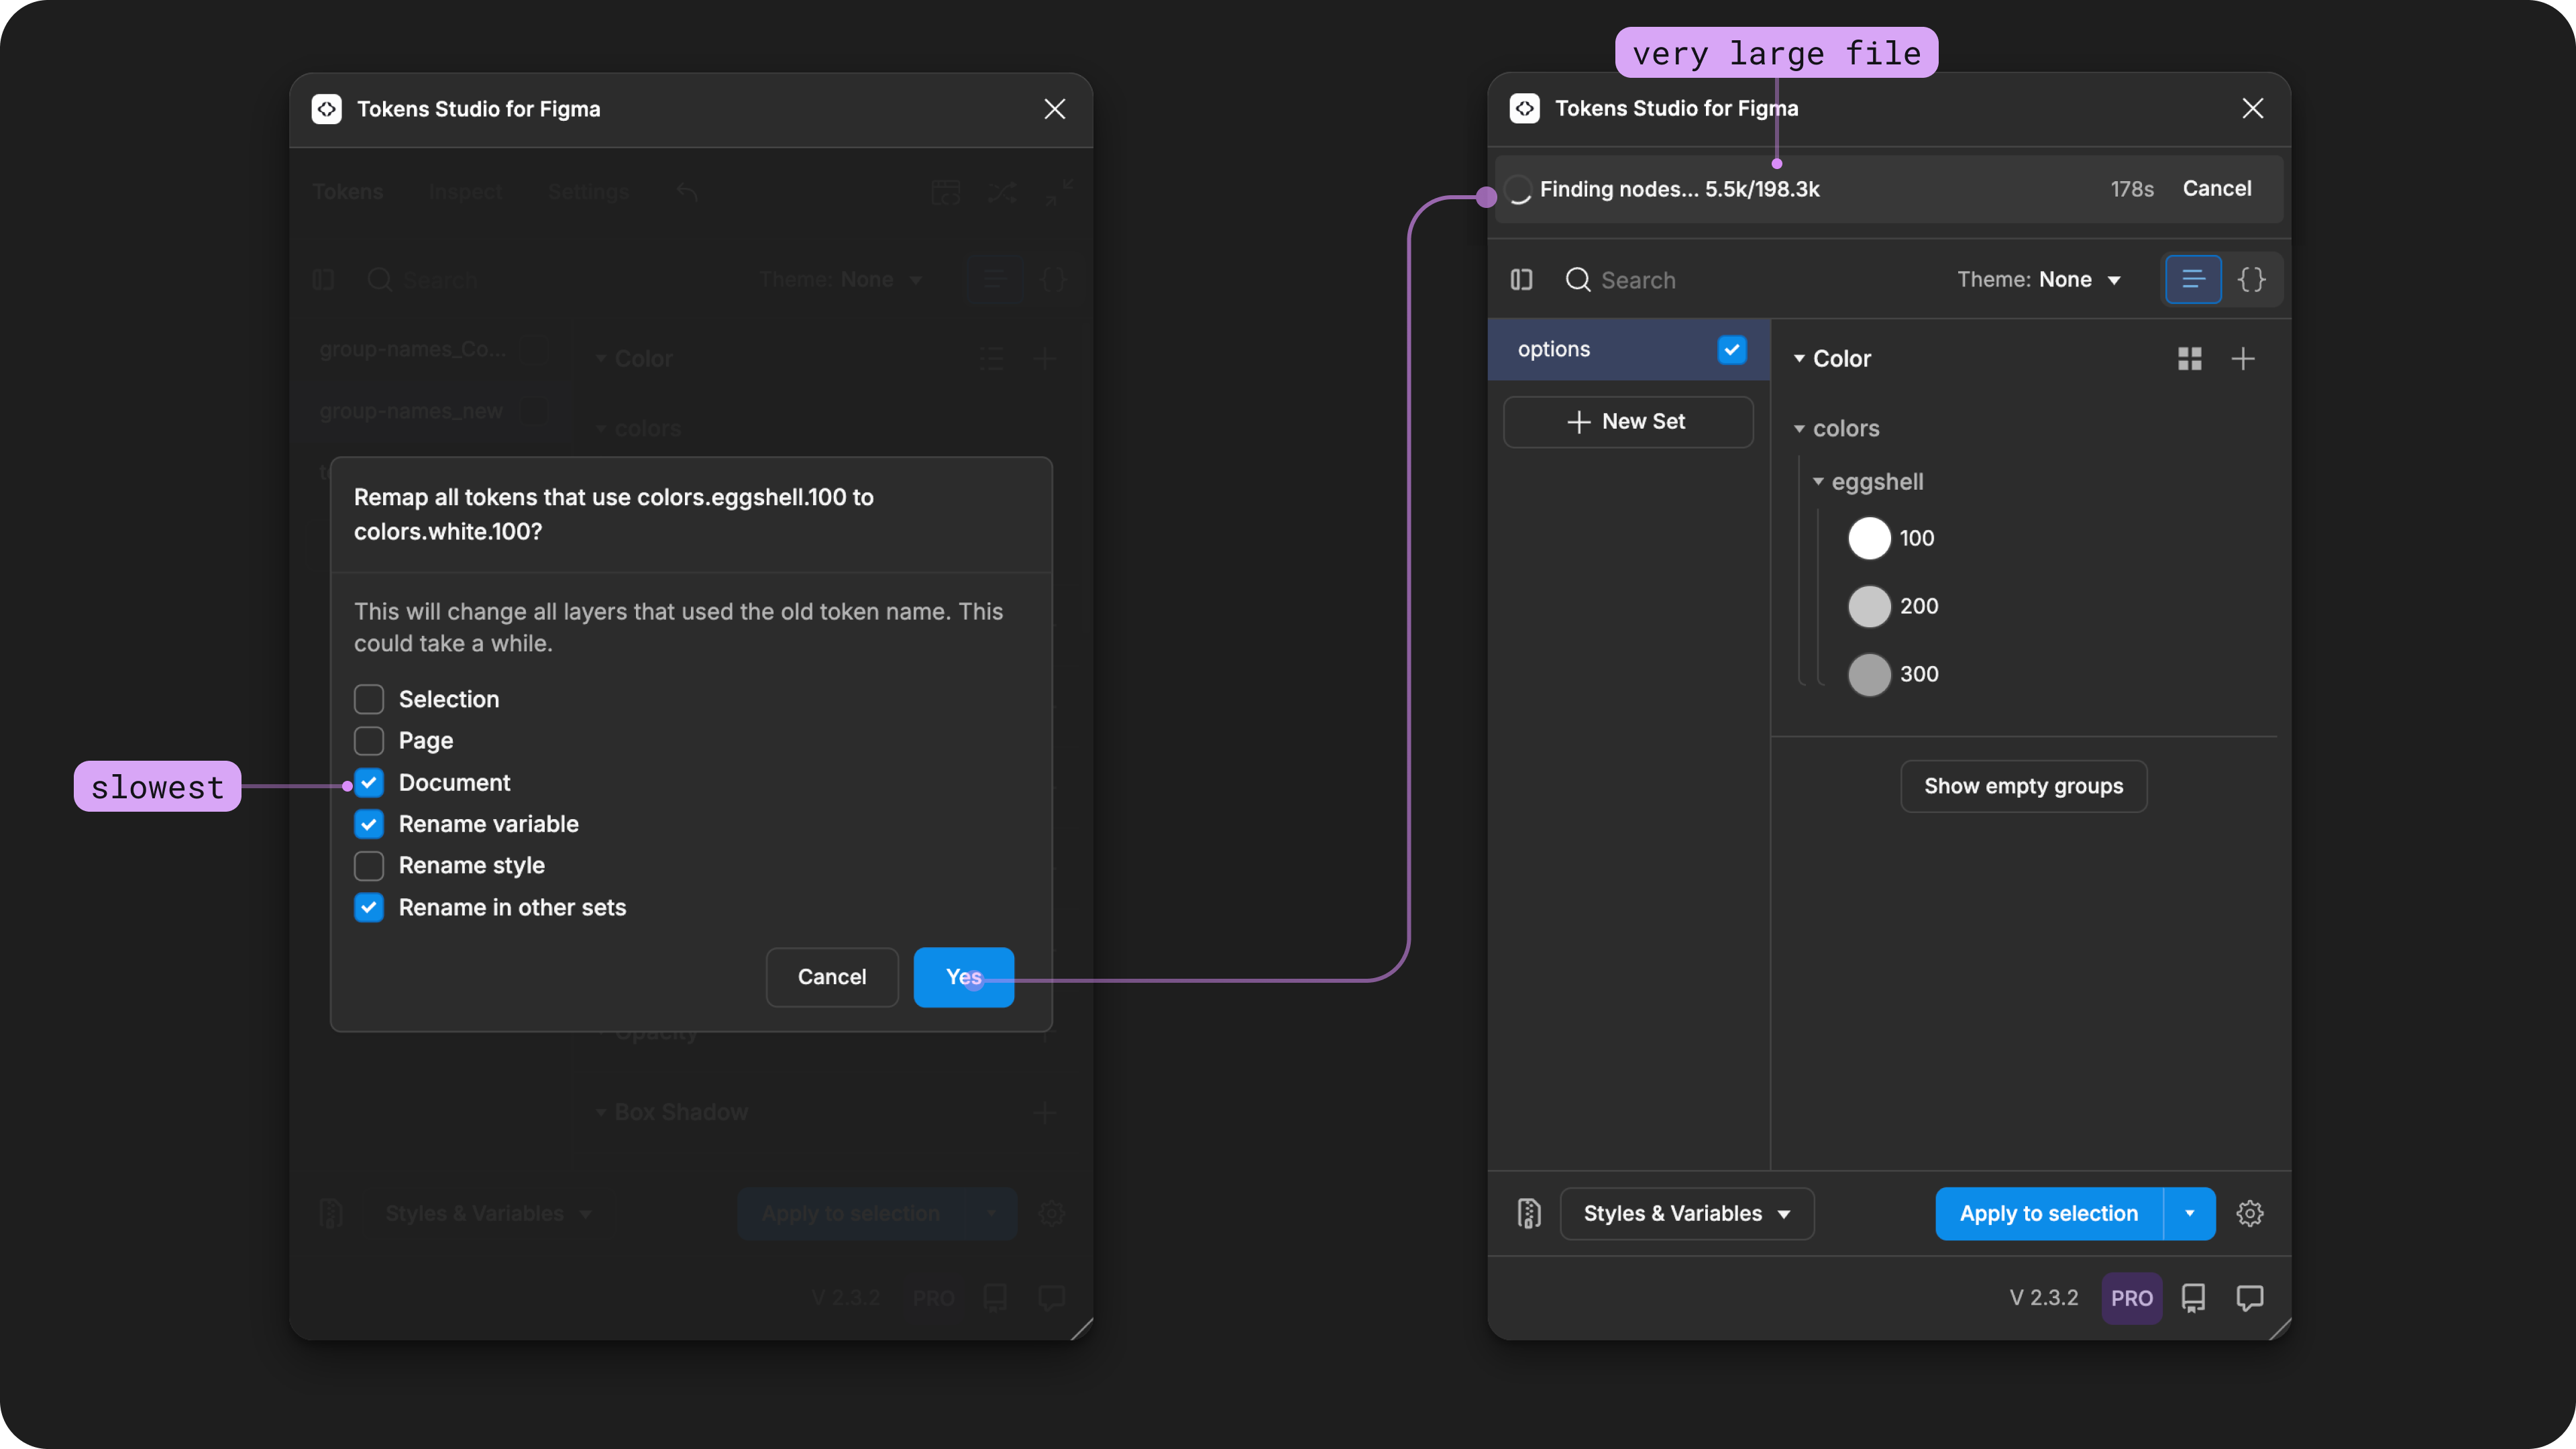 very large file
Tokens Studio for Figma
Tokens Inspect Settings
Search Theme: None
group-names_Co...
Color
group-names_new
colors
Remap all tokens that use colors.eggshell.100 to
colors.white.100?
This will change all layers that used the old token name. This
could take a while.
Selection
Page
slowest
Document
Rename variable
Rename style
Rename in other sets
Cancel Yes
Opacity
Box Shadow
Styles & Variables Apply to selection
V 2.3.2 PRO
Tokens Studio for Figma
Finding nodes... 5.5k/198.3k 178s Cancel
Search Theme: None {}
options
New Set
Color
colors
eggshell
100
200
300
Show empty groups
Styles & Variables Apply to selection
V 2.3.2 PRO